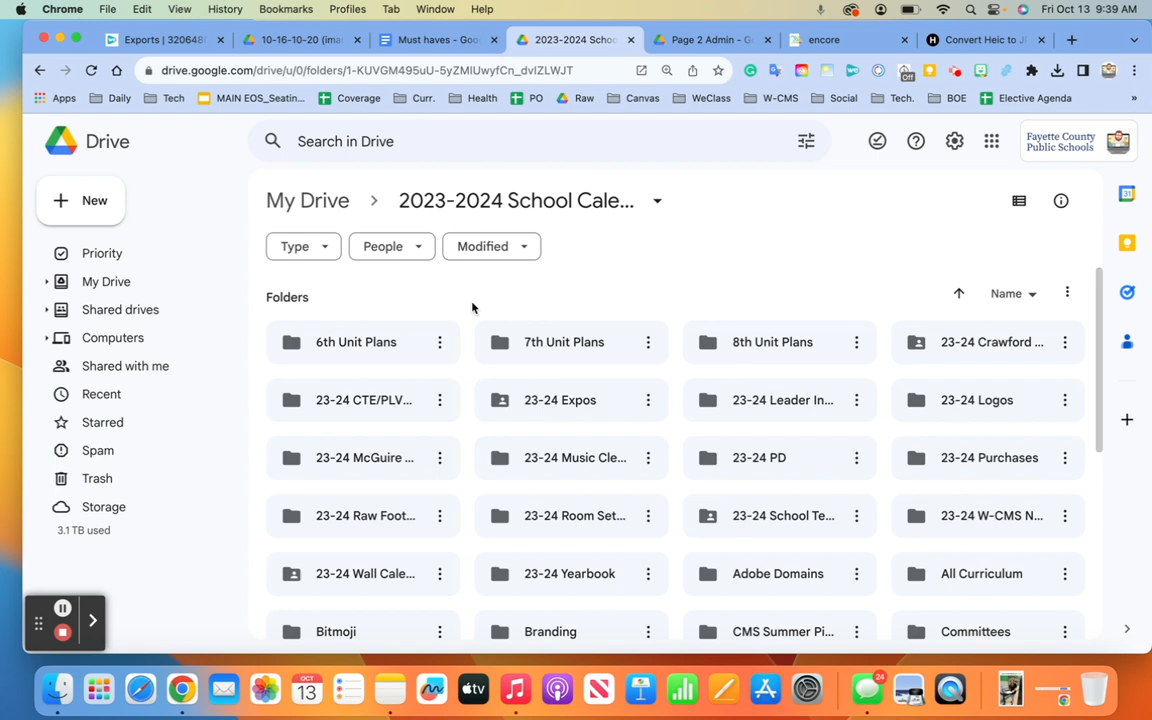 Chrome File Edit View History Bookmarks Profiles Tab Window Help Fri Oct 13 9:39 AM
Exports | 320648 10-16-10-20 (ima Must haves - Goo 2023-2024 Schoo Page 2 Admin - G encore Convert Heic to J
drive.google.com/drive/u/0/folders/1-KUVGM495uU-5yZMIUwyfCn_dvIZLWJT Off
Apps Daily Tech MAIN EOS_Seatin... Coverage Curr. Health PO Raw Canvas WeClass W-CMS Social Tech. BOE Elective Agenda »
Drive Search in Drive Fayette County
Public Schools
New My Drive 2023-2024 School Cale... 31
Type People Modified
Priority
My Drive Folders Name
Shared drives
Computers 6th Unit Plans 7th Unit Plans 8th Unit Plans 23-24 Crawford ...
Shared with me
Recent 23-24 CTE/PLV... 23-24 Expos 23-24 Leader In... 23-24 Logos
Starred
Spam 23-24 McGuire ... 23-24 Music Cle... 23-24 PD 23-24 Purchases
Trash
Storage 23-24 Raw Foot... 23-24 Room Set... 23-24 School Te... 23-24 W-CMS N...
3.1 TB used
23-24 Wall Cale... 23-24 Yearbook Adobe Domains All Curriculum
Bitmoji Branding CMS Summer Pi... Committees
OCT
13 tv 24